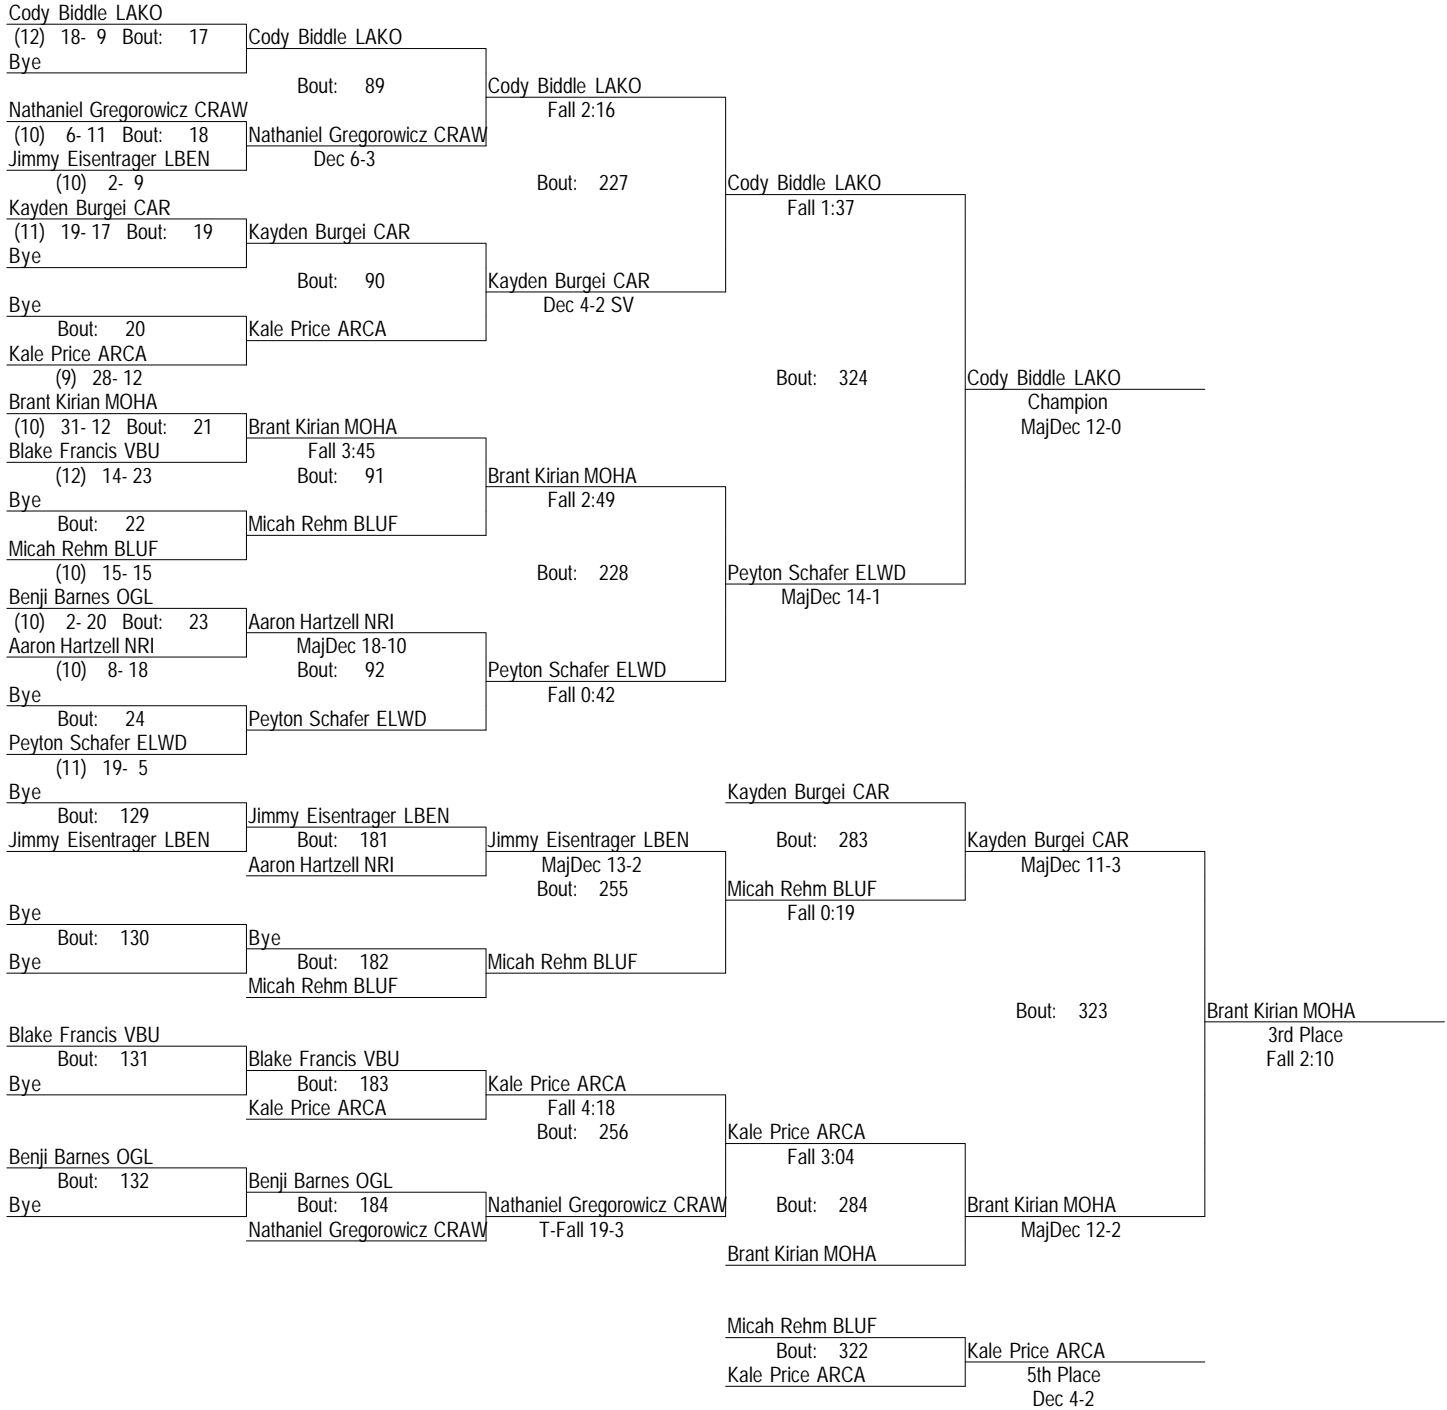 Cody Biddle LAKO
(12) 18- 9 Bout: 17 Cody Biddle LAKO
Bye
Bout: 89 Cody Biddle LAKO
Nathaniel Gregorowicz CRAW Fall 2:16
(10) 6- 11 Bout: 18 Nathaniel Gregorowicz CRAW
Jimmy Eisentrager LBEN Dec 6-3
(10) 2- 9 Bout: 227 Cody Biddle LAKO
Kayden Burgei CAR Fall 1:37
(11) 19- 17 Bout: 19 Kayden Burgei CAR
Bye
Bout: 90 Kayden Burgei CAR
Bye Dec 4-2 SV
Bout: 20 Kale Price ARCA
Kale Price ARCA
(9) 28- 12 Bout: 324 Cody Biddle LAKO
Brant Kirian MOHA Champion
(10) 31- 12 Bout: 21 Brant Kirian MOHA MajDec 12-0
Blake Francis VBU Fall 3:45
(12) 14- 23 Bout: 91 Brant Kirian MOHA
Bye Fall 2:49
Bout: 22 Micah Rehm BLUF
Micah Rehm BLUF
(10) 15- 15 Bout: 228 Peyton Schafer ELWD
Benji Barnes OGL MajDec 14-1
(10) 2- 20 Bout: 23 Aaron Hartzell NRI
Aaron Hartzell NRI MajDec 18-10
(10) 8- 18 Bout: 92 Peyton Schafer ELWD
Bye Fall 0:42
Bout: 24 Peyton Schafer ELWD
Peyton Schafer ELWD
(11) 19- 5
Bye Kayden Burgei CAR
Bout: 129 Jimmy Eisentrager LBEN
Jimmy Eisentrager LBEN Bout: 181 Jimmy Eisentrager LBEN Bout: 283 Kayden Burgei CAR
Aaron Hartzell NRI MajDec 13-2 MajDec 11-3
Bout: 255 Micah Rehm BLUF
Bye Fall 0:19
Bout: 130 Bye
Bye Bout: 182 Micah Rehm BLUF
Micah Rehm BLUF
Bout: 323 Brant Kirian MOHA
Blake Francis VBU 3rd Place
Bout: 131 Blake Francis VBU Fall 2:10
Bye Bout: 183 Kale Price ARCA
Kale Price ARCA Fall 4:18
Bout: 256 Kale Price ARCA
Benji Barnes OGL Fall 3:04
Bout: 132 Benji Barnes OGL
Bye Bout: 184 Nathaniel Gregorowicz CRAW Bout: 284 Brant Kirian MOHA
Nathaniel Gregorowicz CRAW T-Fall 19-3 MajDec 12-2
Brant Kirian MOHA
Micah Rehm BLUF
Bout: 322 Kale Price ARCA
Kale Price ARCA 5th Place
Dec 4-2